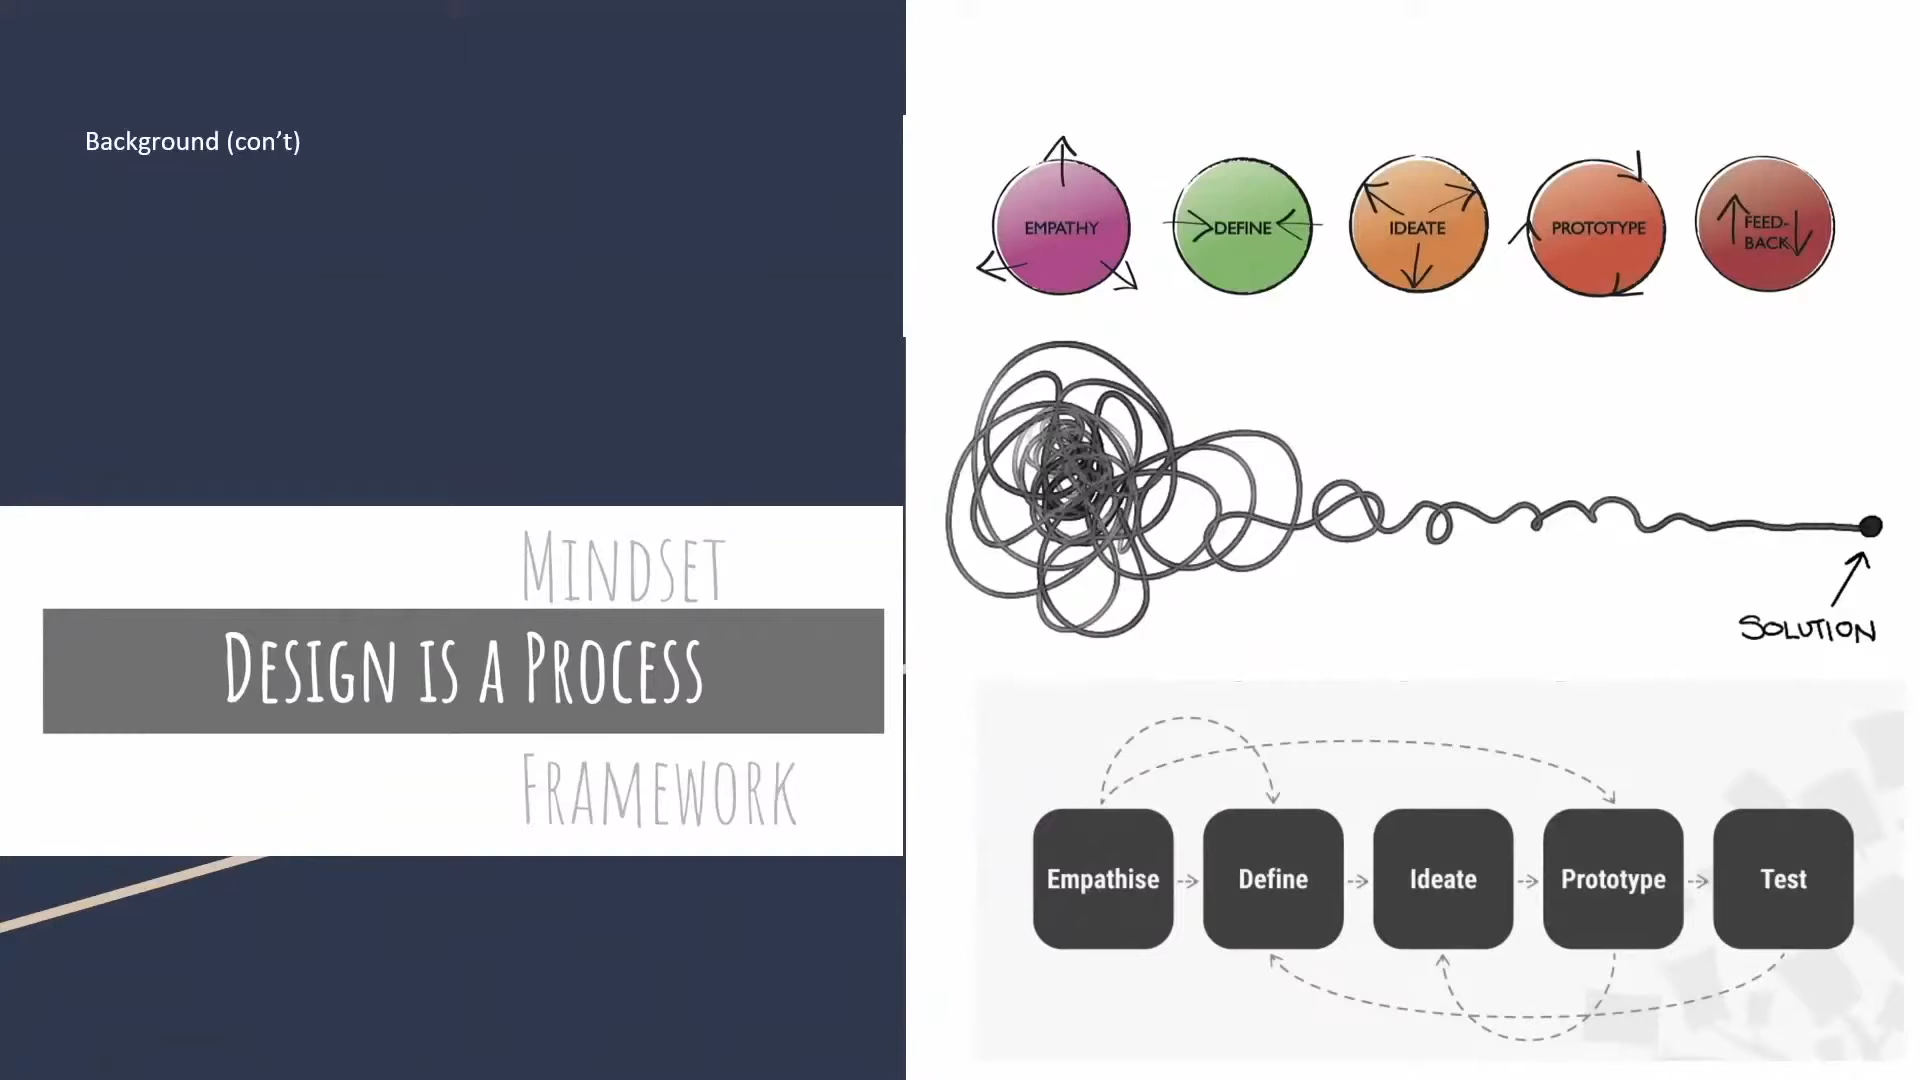 Background (con’t)
Mindset
Design is a Process
Framework
EMPATHY
DEFINE
IDEATE
PROTOTYPE
FEED-
BACK
SOLUTION
Empathise
Define
Ideate
Prototype
Test